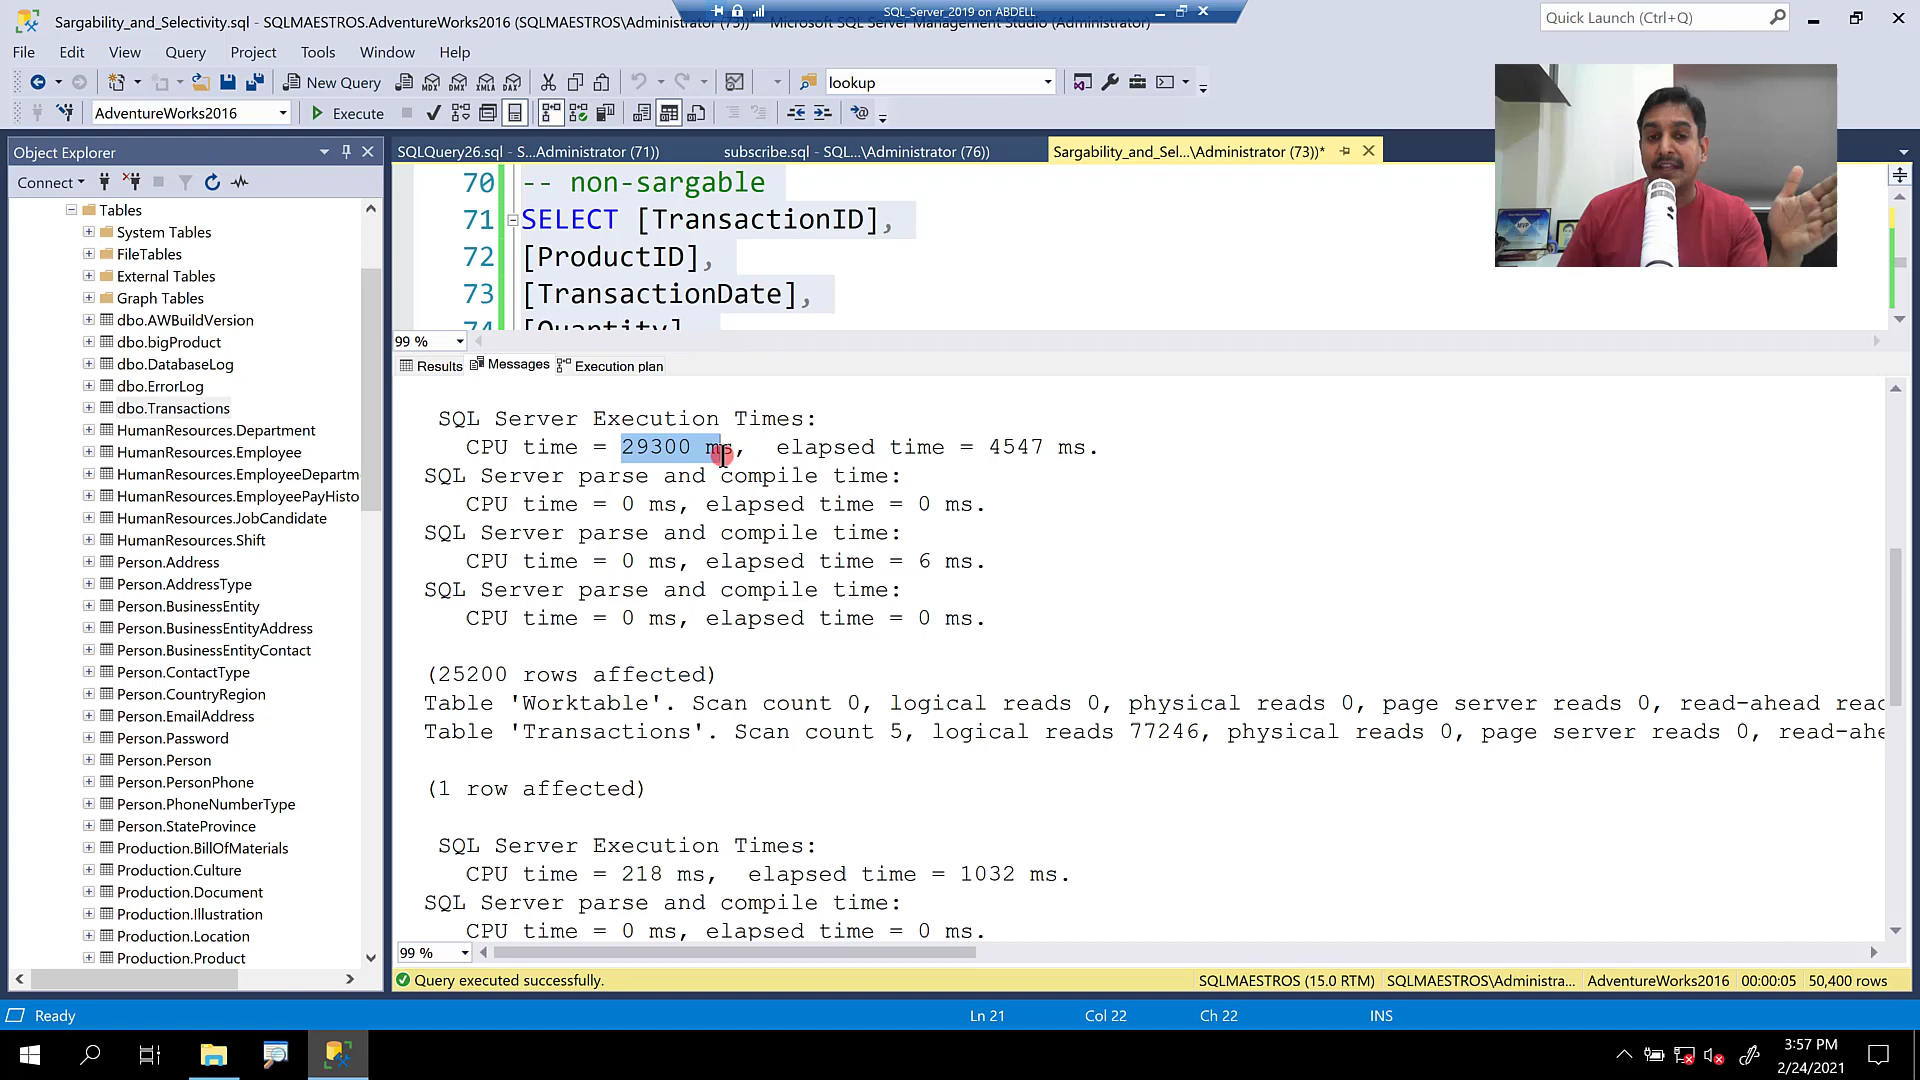 SQL_Server_2019 on ABDELL
Sargability_and_Selectivity.sql - SQLMAESTROS.AdventureWorks2016 (SQLMAESTROS\Administrator (73))* - Microsoft SQL Server Management Studio (Administrator)
Quick Launch (Ctrl+Q)
File Edit View Query Project Tools Window Help
New Query
MDX DMX XMLA DAX
lookup
AdventureWorks2016
Execute
Object Explorer
Connect
Tables
System Tables
FileTables
External Tables
Graph Tables
dbo.AWBuildVersion
dbo.bigProduct
dbo.DatabaseLog
dbo.ErrorLog
dbo.Transactions
HumanResources.Department
HumanResources.Employee
HumanResources.EmployeeDepartm
HumanResources.EmployeePayHisto
HumanResources.JobCandidate
HumanResources.Shift
Person.Address
Person.AddressType
Person.BusinessEntity
Person.BusinessEntityAddress
Person.BusinessEntityContact
Person.ContactType
Person.CountryRegion
Person.EmailAddress
Person.Password
Person.Person
Person.PersonPhone
Person.PhoneNumberType
Person.StateProvince
Production.BillOfMaterials
Production.Culture
Production.Document
Production.Illustration
Production.Location
Production.Product
SQLQuery26.sql - S...Administrator (71))
subscribe.sql - SQL...\Administrator (76))
Sargability_and_Sel...\Administrator (73))*
70 -- non-sargable
71 SELECT [TransactionID],
72 [ProductID],
73 [TransactionDate],
74 [Quantity]
99 %
Results Messages Execution plan
SQL Server Execution Times:
CPU time = 29300 ms, elapsed time = 4547 ms.
SQL Server parse and compile time:
CPU time = 0 ms, elapsed time = 0 ms.
SQL Server parse and compile time:
CPU time = 0 ms, elapsed time = 6 ms.
SQL Server parse and compile time:
CPU time = 0 ms, elapsed time = 0 ms.
(25200 rows affected)
Table 'Worktable'. Scan count 0, logical reads 0, physical reads 0, page server reads 0, read-ahead reac
Table 'Transactions'. Scan count 5, logical reads 77246, physical reads 0, page server reads 0, read-ahe
(1 row affected)
SQL Server Execution Times:
CPU time = 218 ms, elapsed time = 1032 ms.
SQL Server parse and compile time:
CPU time = 0 ms, elapsed time = 0 ms.
99 %
Query executed successfully.
SQLMAESTROS (15.0 RTM)
SQLMAESTROS\Administra...
AdventureWorks2016
00:00:05
50,400 rows
Ready
Ln 21
Col 22
Ch 22
INS
3:57 PM
2/24/2021